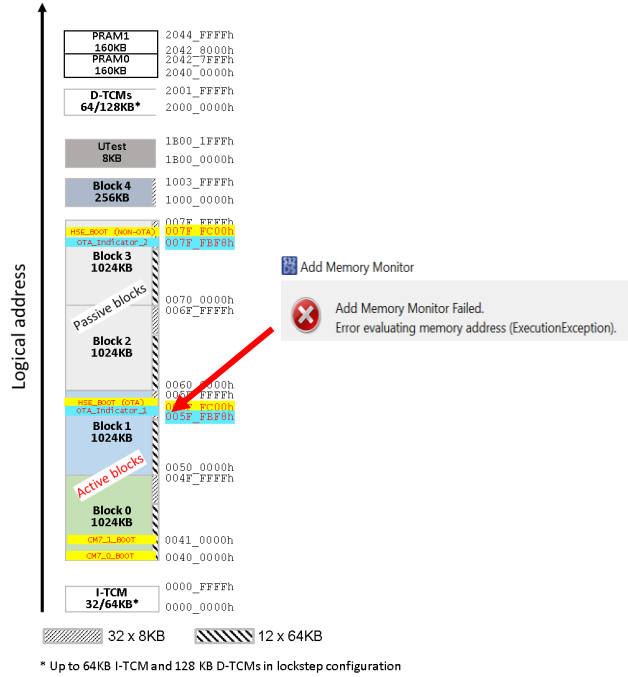 PRAM1
160KB
2044_FFFFh
2042_8000h
PRAM0
160KB
2042_7FFFh
2040_0000h
D-TCMs
64/128KB*
2001_FFFFh
2000_0000h
UTest
8KB
1B00_1FFFh
1B00_0000h
Block 4
256KB
1003_FFFFh
1000_0000h
007F_FFFFh
HSE_BOOT (NON-OTA)
007F_FC00h
OTA_Indicator_2
007F_FBF8h
Block 3
1024KB
Passive blocks
0070_0000h
006F_FFFFh
Block 2
1024KB
0060_0000h
005F_FFFFh
HSE_BOOT (OTA)
FC00h
OTA_Indicator_1
005F_FBF8h
Block 1
1024KB
Active blocks
0050_0000h
004F_FFFFh
Block 0
1024KB
CM7_1_BOOT
0041_0000h
CM7_0_BOOT
0040_0000h
I-TCM
32/64KB*
0000_FFFFh
0000_0000h
Logical address
Add Memory Monitor
Add Memory Monitor Failed.
Error evaluating memory address (ExecutionException).
32 x 8KB
12 x 64KB
* Up to 64KB I-TCM and 128 KB D-TCMs in lockstep configuration